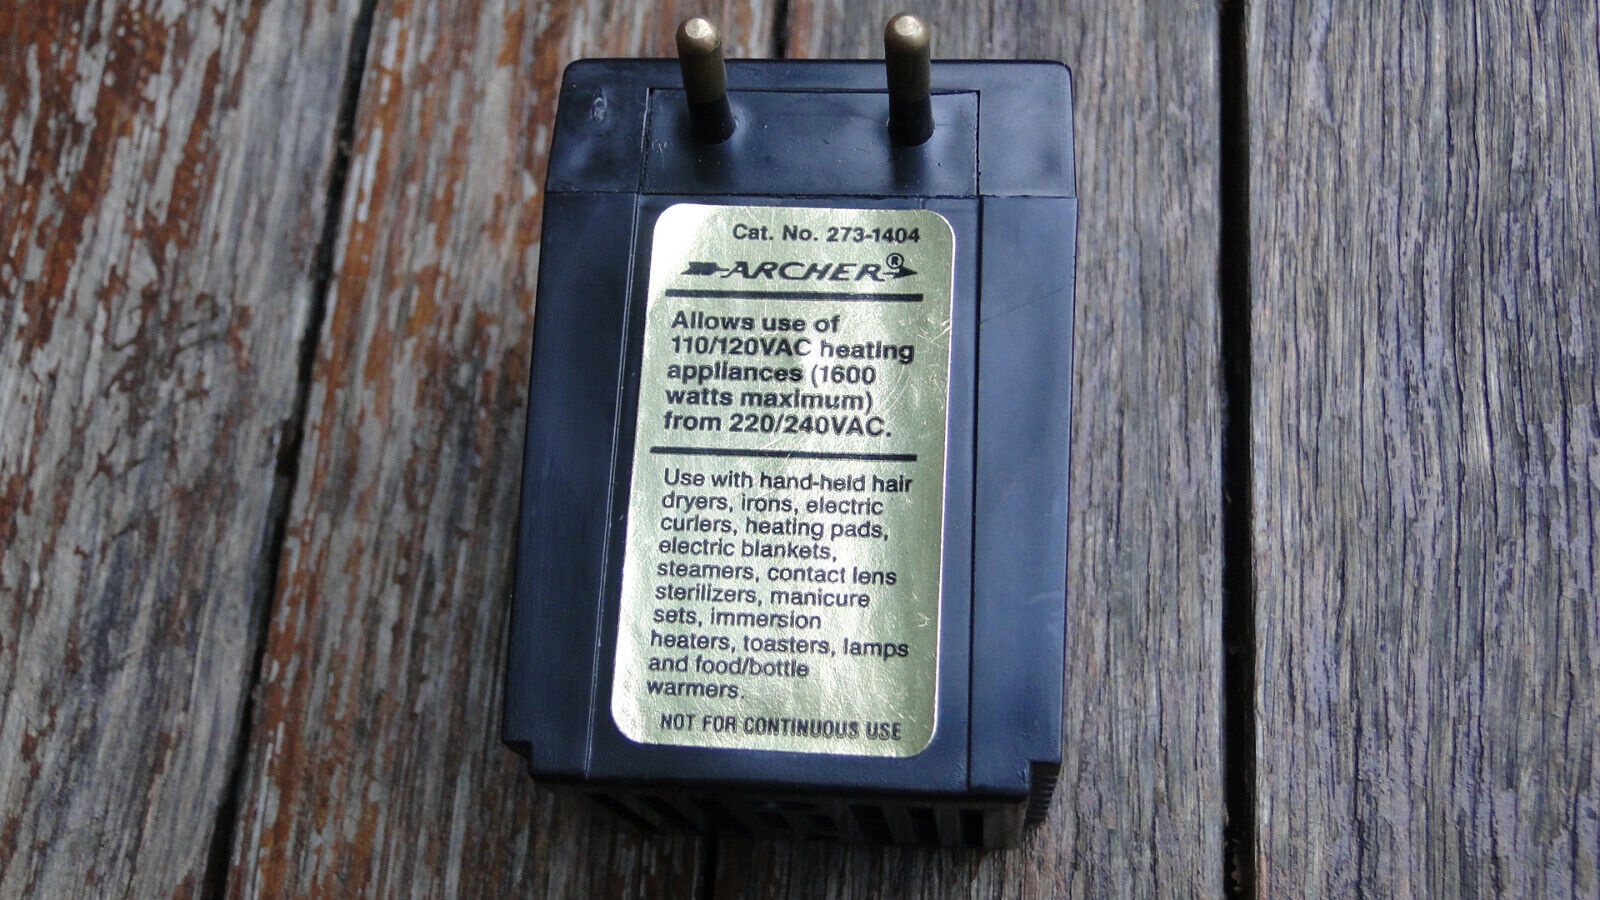 Cat. No. 273-1404
ARCHER®
Allows use of
110/120VAC heating
appliances (1600
watts maximum)
from 220/240VAC.
Use with hand-held hair
dryers, irons, electric
curlers, heating pads,
electric blankets,
steamers, contact lens
sterilizers, manicure
sets, immersion
heaters, toasters, lamps
and food/bottle
warmers.
NOT FOR CONTINUOUS USE